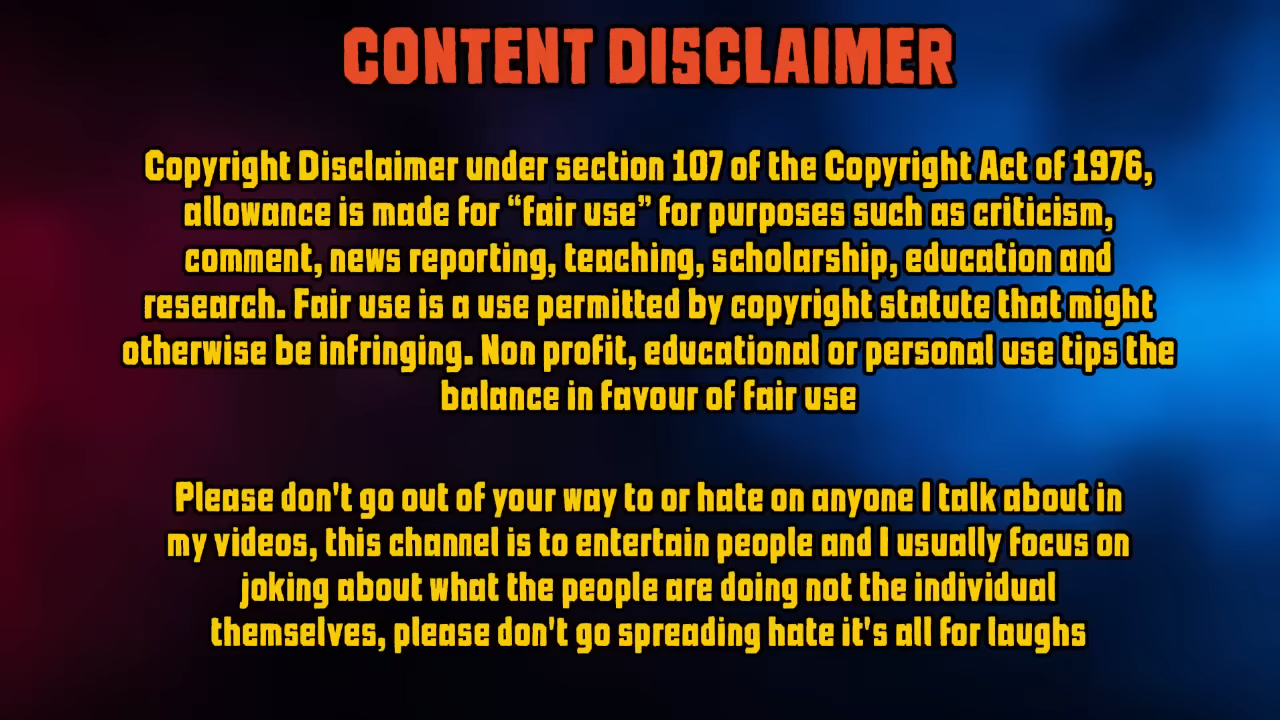 CONTENT DISCLAIMER
Copyright Disclaimer under section 107 of the Copyright Act of 1976,
allowance is made for “fair use” for purposes such as criticism,
comment, news reporting, teaching, scholarship, education and
research. Fair use is a use permitted by copyright statute that might
otherwise be infringing. Non profit, educational or personal use tips the
balance in favour of fair use
Please don't go out of your way to or hate on anyone I talk about in
my videos, this channel is to entertain people and I usually focus on
joking about what the people are doing not the individual
themselves, please don't go spreading hate it's all for laughs